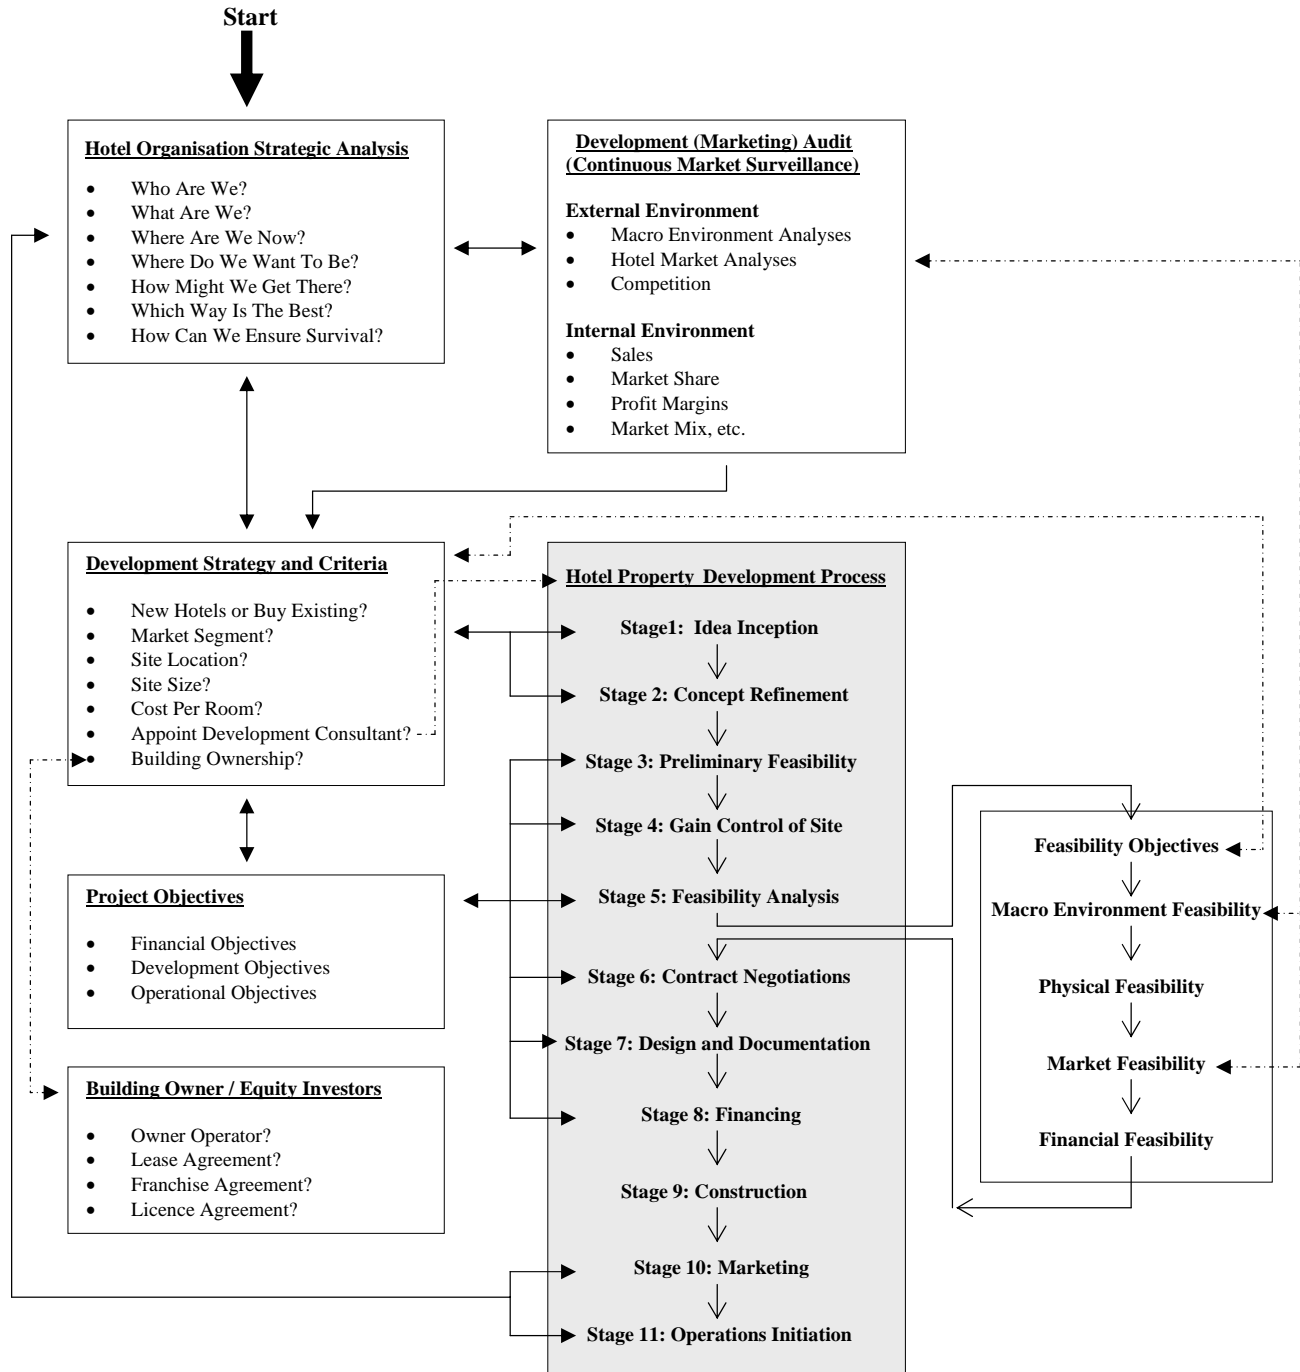 Start
Hotel Organisation Strategic Analysis
• Who Are We?
• What Are We?
• Where Are We Now?
• Where Do We Want To Be?
• How Might We Get There?
• Which Way Is The Best?
• How Can We Ensure Survival?
Development (Marketing) Audit
(Continuous Market Surveillance)
External Environment
• Macro Environment Analyses
• Hotel Market Analyses
• Competition
Internal Environment
• Sales
• Market Share
• Profit Margins
• Market Mix, etc.
Development Strategy and Criteria
• New Hotels or Buy Existing?
• Market Segment?
• Site Location?
• Site Size?
• Cost Per Room?
• Appoint Development Consultant?
• Building Ownership?
Project Objectives
• Financial Objectives
• Development Objectives
• Operational Objectives
Building Owner / Equity Investors
• Owner Operator?
• Lease Agreement?
• Franchise Agreement?
• Licence Agreement?
Hotel Property Development Process
Stage1: Idea Inception
Stage 2: Concept Refinement
Stage 3: Preliminary Feasibility
Stage 4: Gain Control of Site
Stage 5: Feasibility Analysis
Stage 6: Contract Negotiations
Stage 7: Design and Documentation
Stage 8: Financing
Stage 9: Construction
Stage 10: Marketing
Stage 11: Operations Initiation
Feasibility Objectives
Macro Environment Feasibility
Physical Feasibility
Market Feasibility
Financial Feasibility